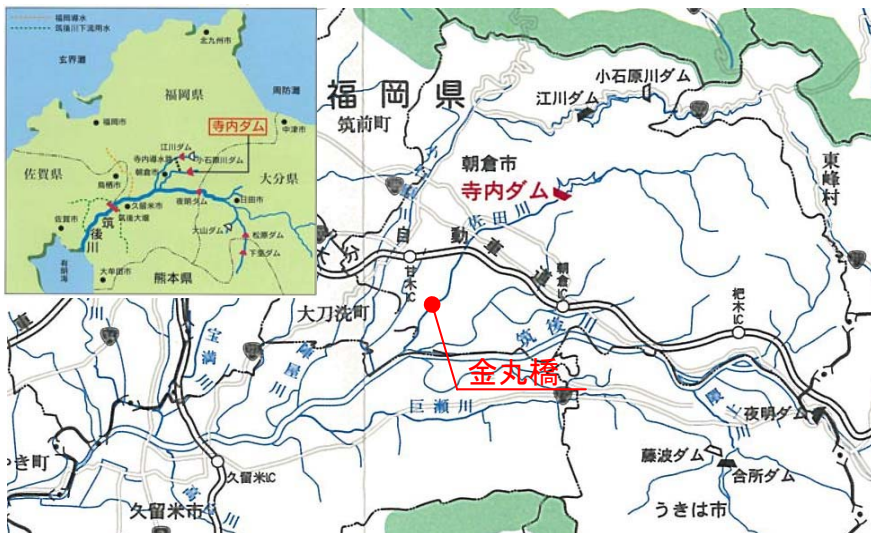 福岡導水
筑後川下流用水
玄界灘
北九州市
福岡県
周防灘
福岡市
寺内ダム
中津市
江川ダム
寺内導水路
小石原川ダム
朝倉市
佐賀県
鳥栖市
大分県
夜明ダム
日田市
久留米市
佐賀市
筑後大堰
筑後川
大山ダム
松原ダム
下筌ダム
有明海
大牟田市
熊本県
福岡県
筑前町
小石原川ダム
江川ダム
朝倉市
寺内ダム
東峰村
小石原川
佐田川
大分自動車道
甘木IC
朝倉IC
杷木IC
大刀洗町
宝満川
陣屋川
筑後川
金丸橋
巨瀬川
夜明ダム
藤波ダム
合所ダム
うきは市
久留米IC
久留米市
やき町